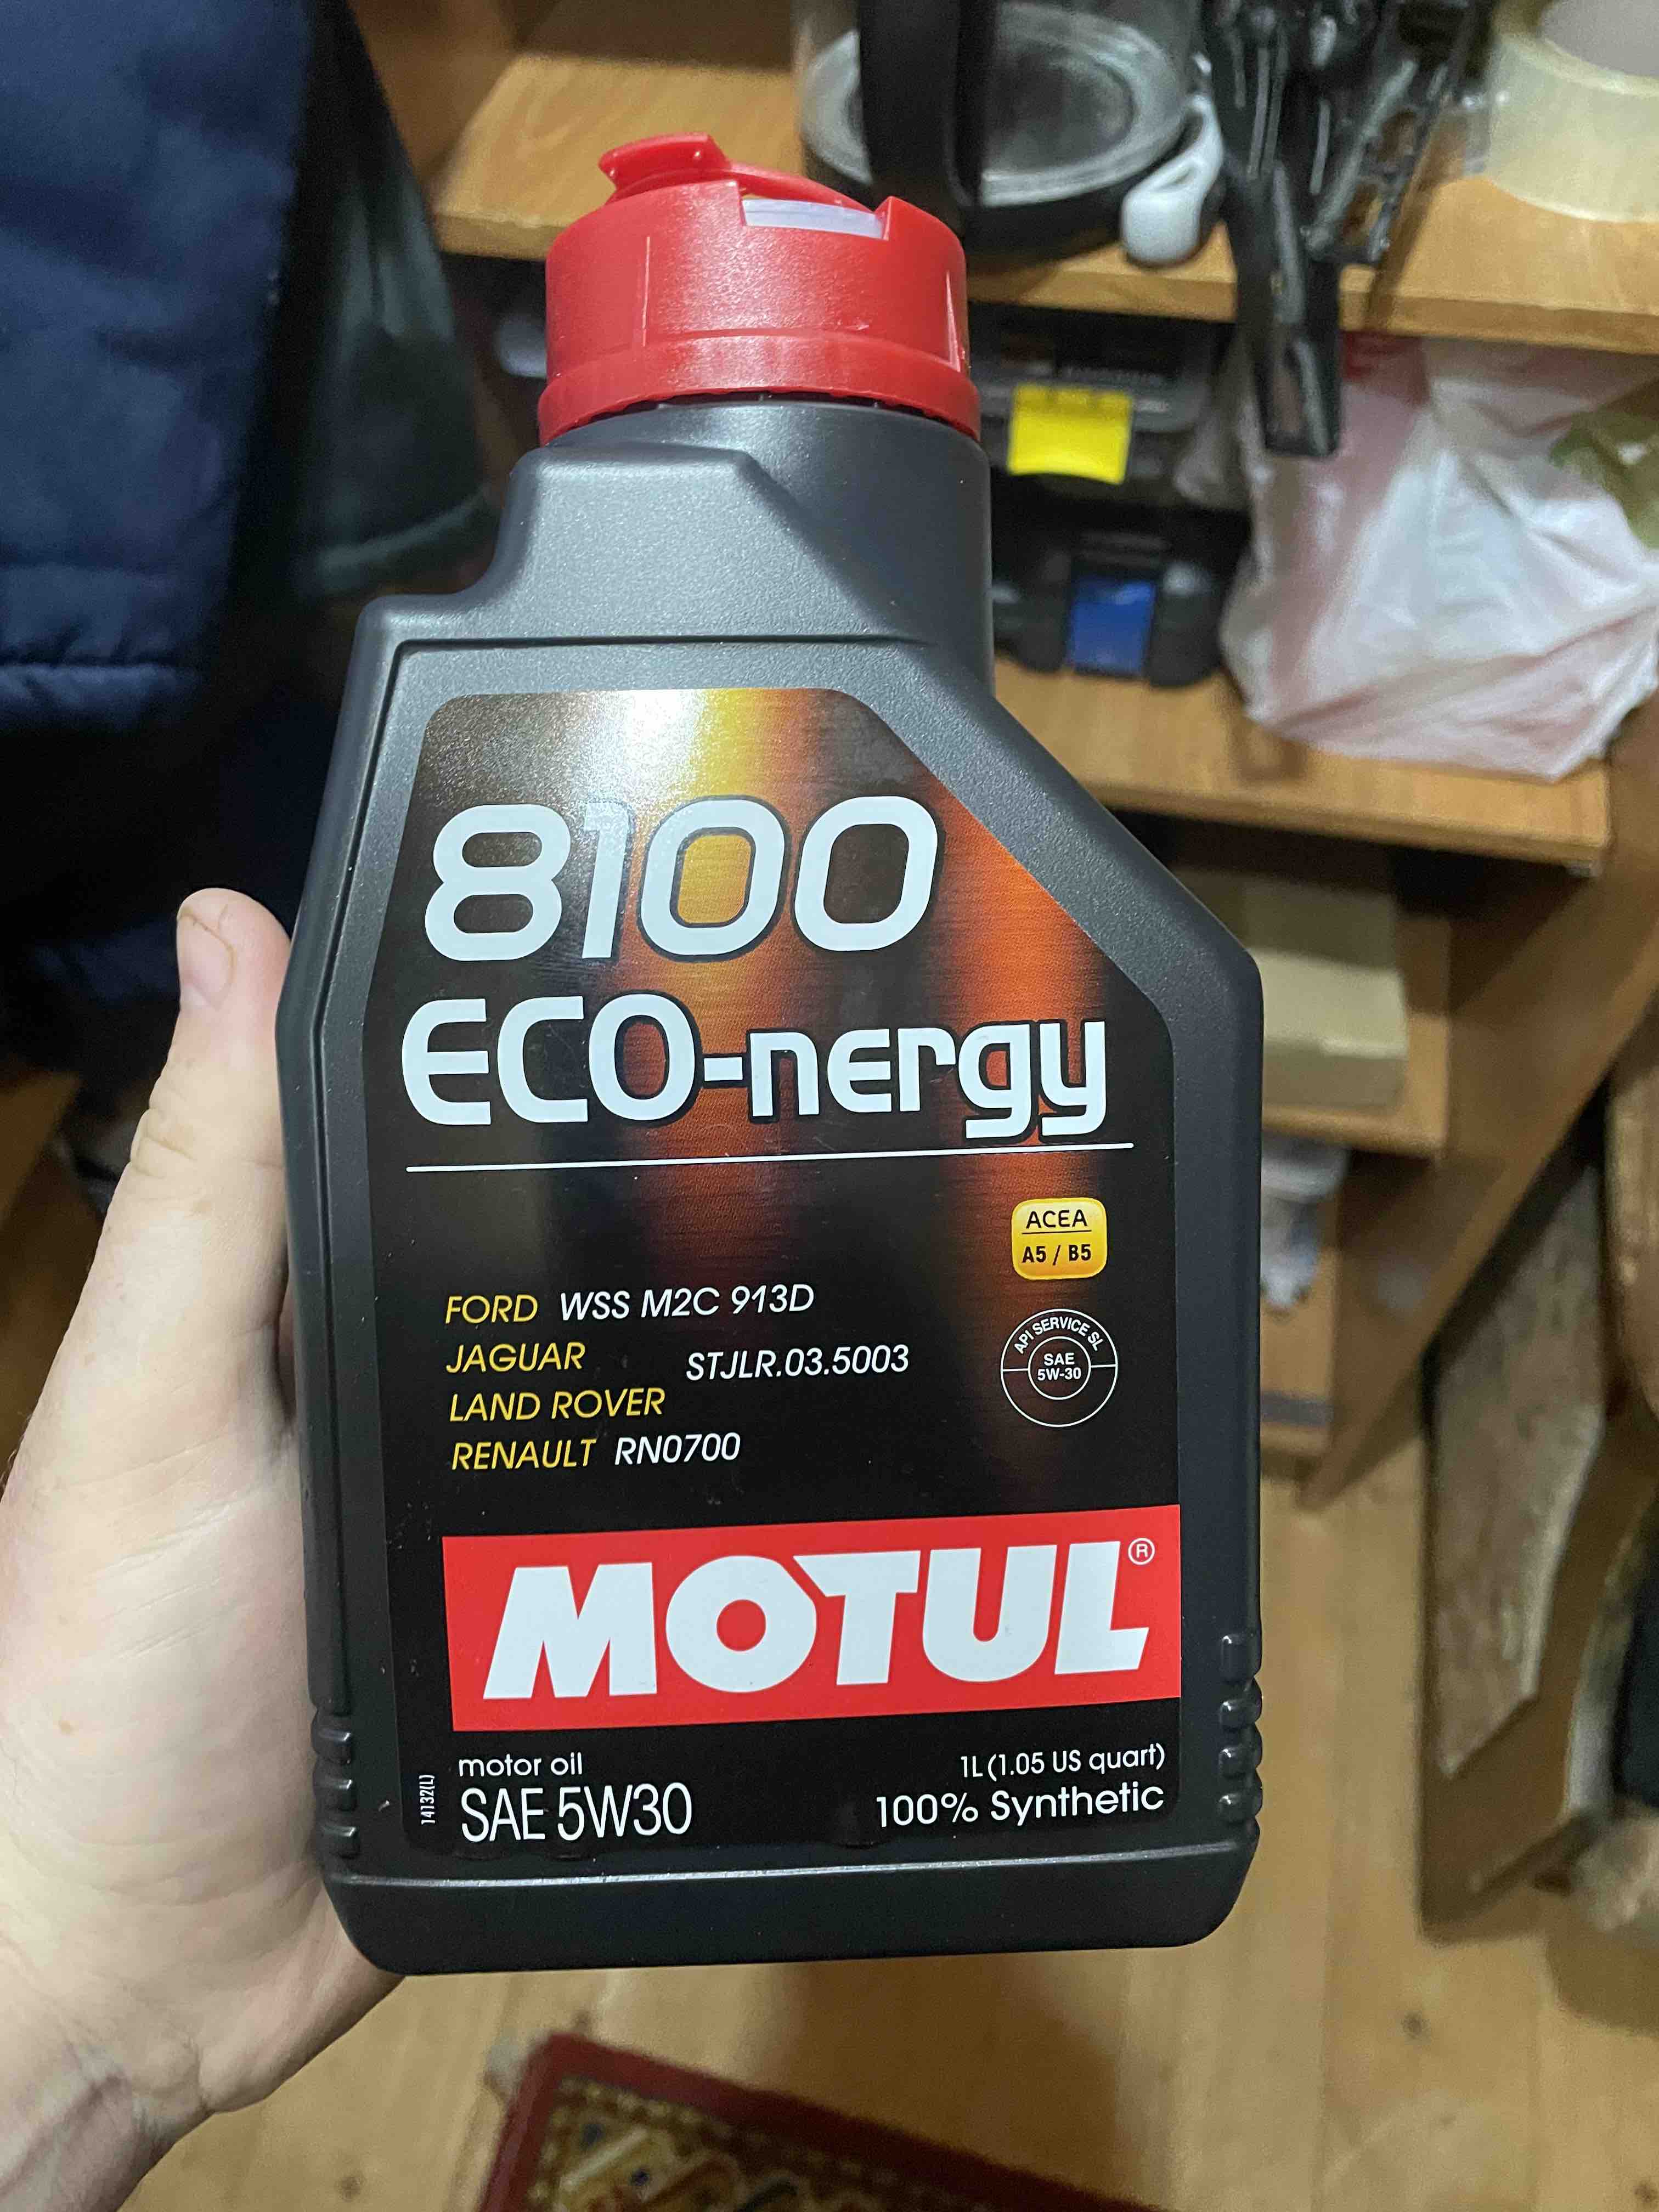 8100
ECO-nergy
ACEA
A5 / B5
FORD WSS M2C 913D
JAGUAR STJLR.03.5003
LAND ROVER
RENAULT RN0700
API SERVICE SL
SAE
5W-30
MOTUL®
motor oil
SAE 5W30
1L (1.05 US quart)
100% Synthetic
14132(L)